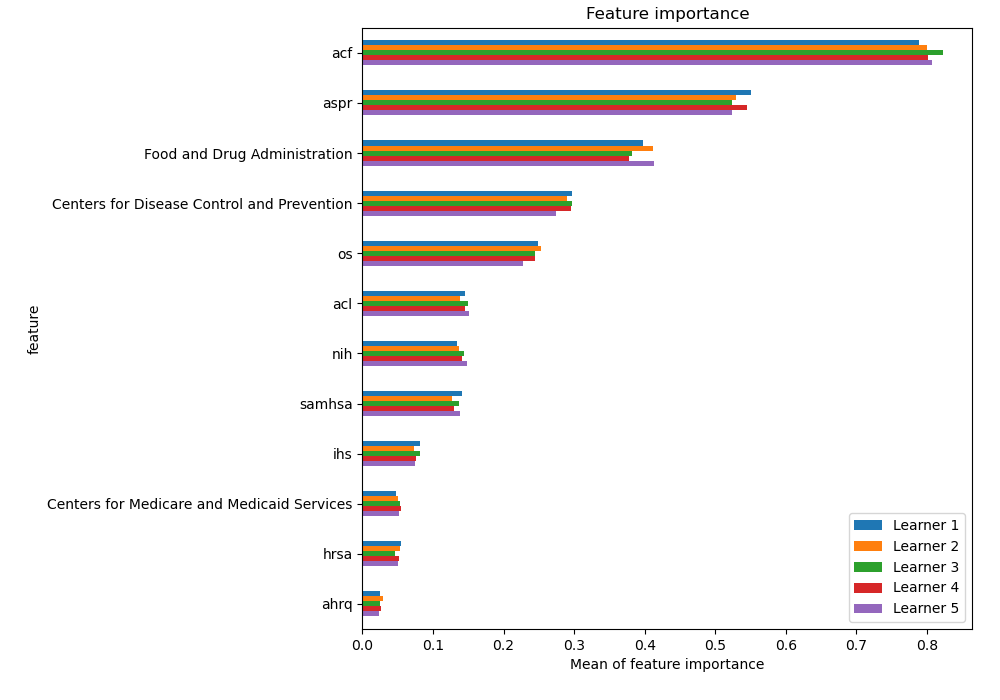 Feature importance
feature
acf
aspr
Food and Drug Administration
Centers for Disease Control and Prevention
os
acl
nih
samhsa
ihs
Centers for Medicare and Medicaid Services
hrsa
ahrq
Learner 1
Learner 2
Learner 3
Learner 4
Learner 5
0.0 0.1 0.2 0.3 0.4 0.5 0.6 0.7 0.8
Mean of feature importance